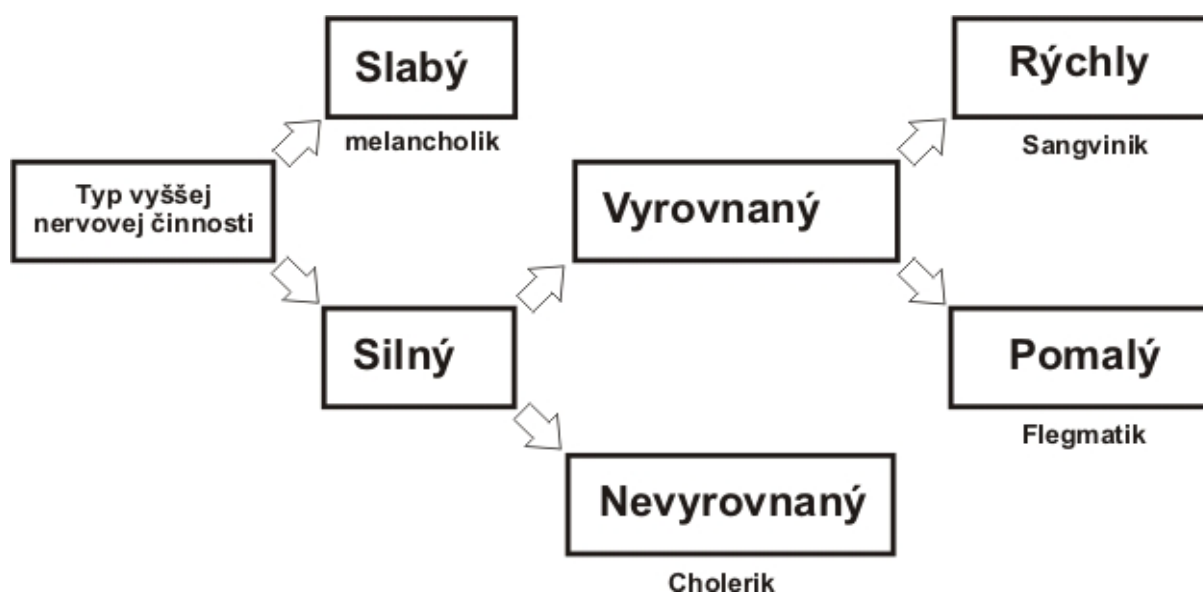 Slabý
melancholik
Rýchly
Sangvinik
Typ vyššej
nervovej činnosti
Vyrovnaný
Silný
Pomalý
Flegmatik
Nevyrovnaný
Cholerik